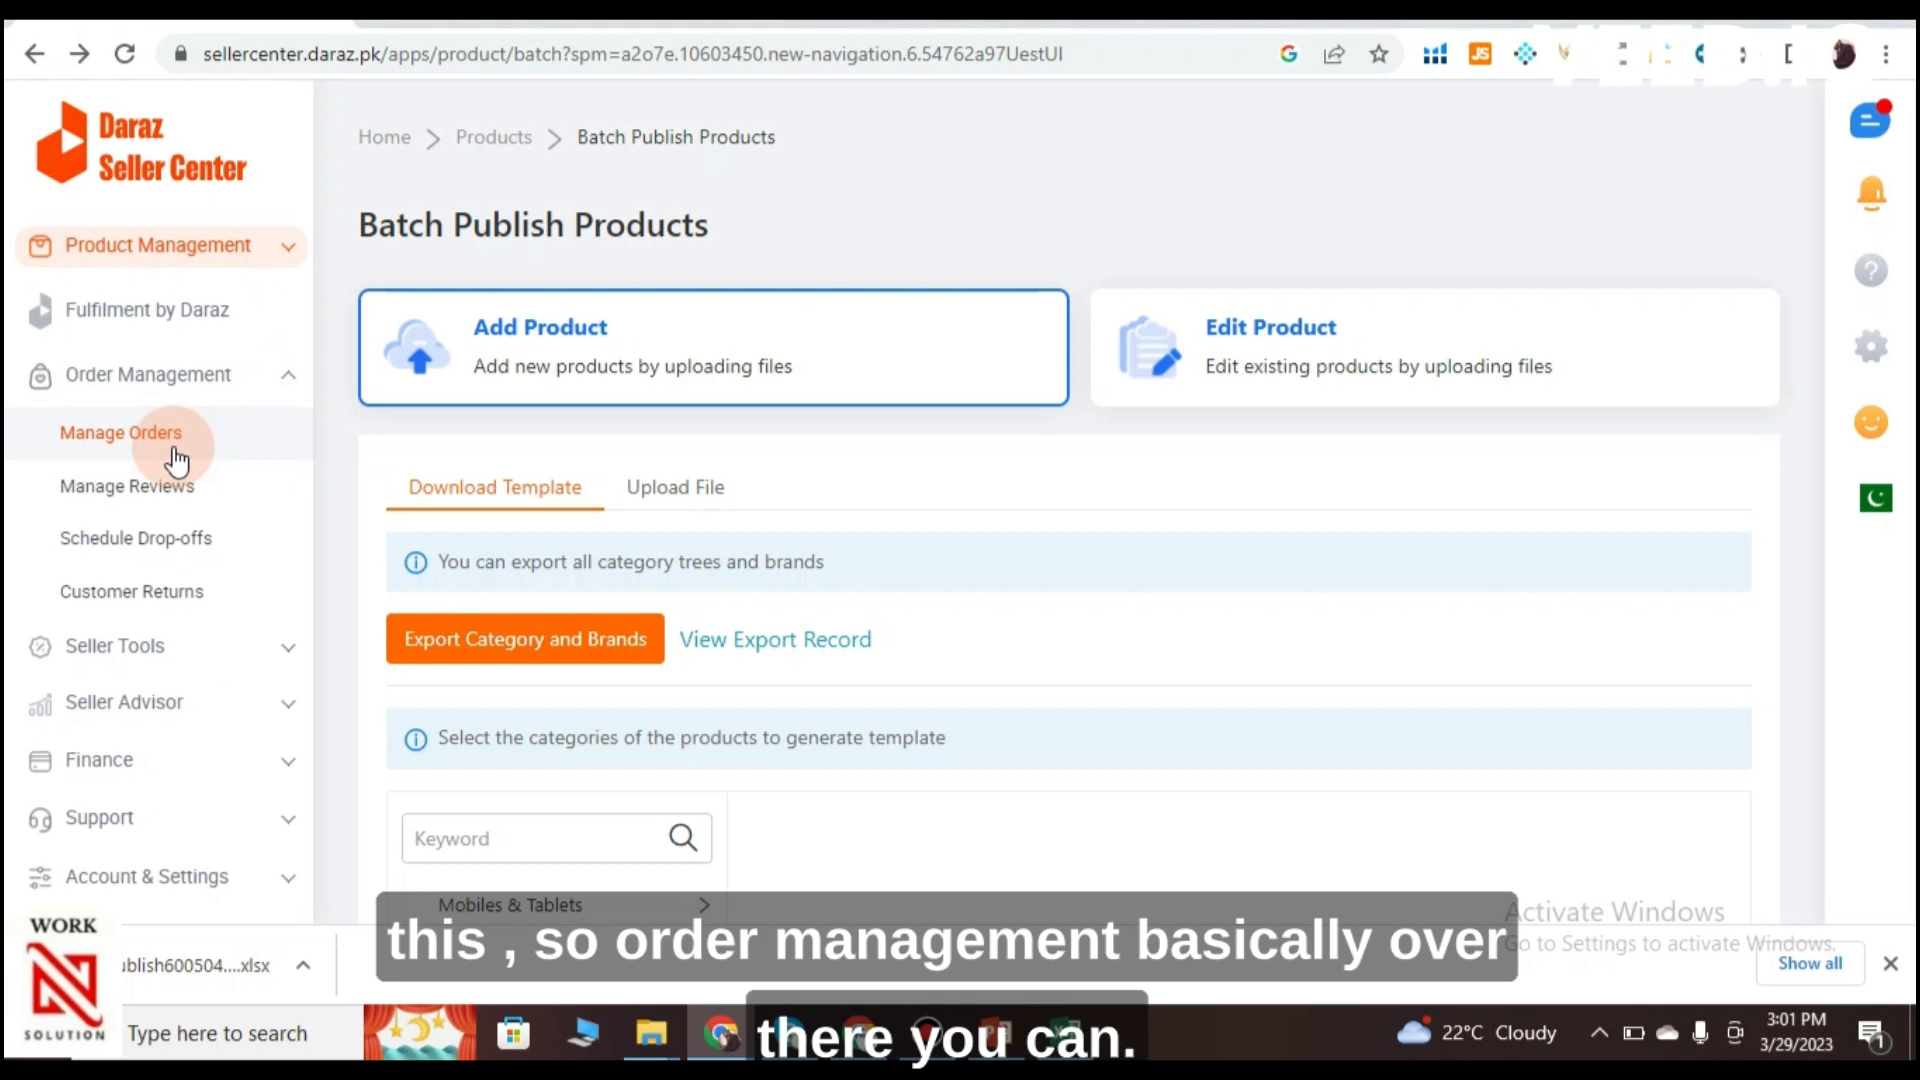 sellercenter.daraz.pk/apps/product/batch?spm=a2o7e.10603450.new-navigation.6.54762a97UestUI
JS
Daraz
Seller Center
Home
Products
Batch Publish Products
Batch Publish Products
Product Management
Fulfilment by Daraz
Order Management
Manage Orders
Manage Reviews
Schedule Drop-offs
Customer Returns
Seller Tools
Seller Advisor
Finance
Support
Account & Settings
Add Product
Add new products by uploading files
Edit Product
Edit existing products by uploading files
Download Template
Upload File
You can export all category trees and brands
Export Category and Brands
View Export Record
Select the categories of the products to generate template
Keyword
Mobiles & Tablets
Activate Windows
Go to Settings to activate Windows.
this , so order management basically over
there you can.
WORK
SOLUTION
ublish600504....xlsx
Show all
Type here to search
22°C Cloudy
3:01 PM
3/29/2023
1